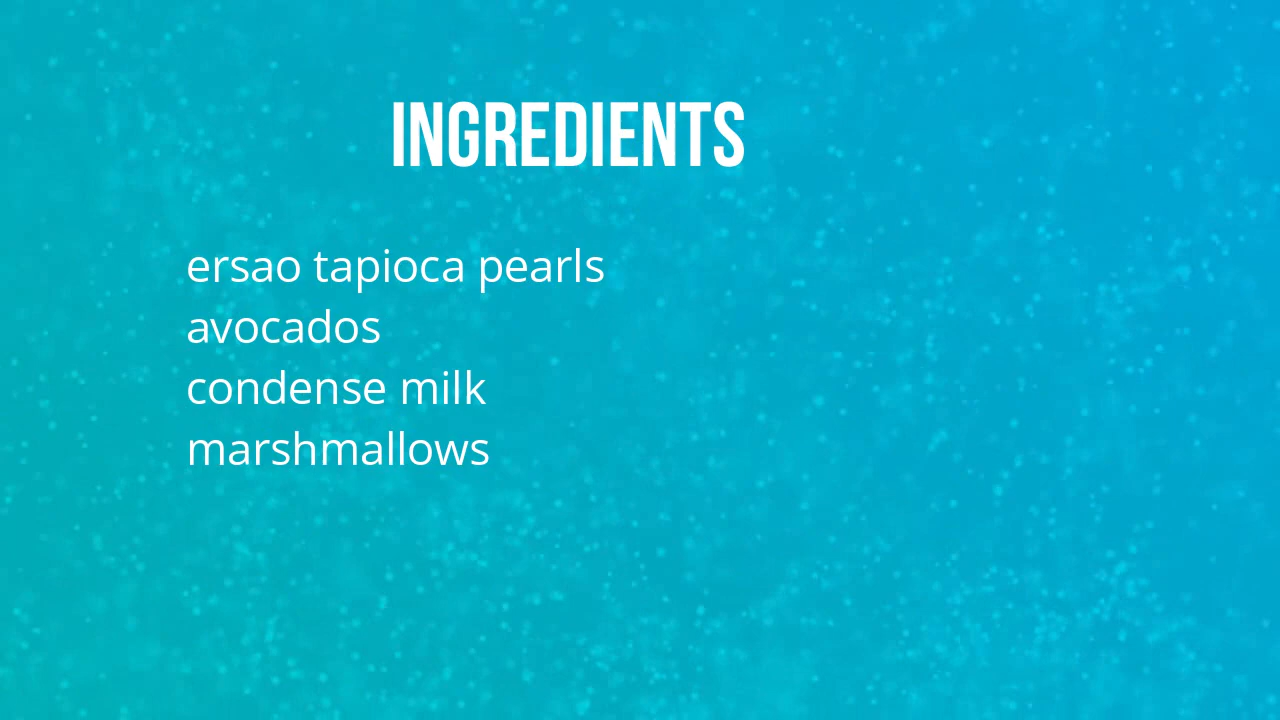 INGREDIENTS
ersao tapioca pearls
avocados
condense milk
marshmallows